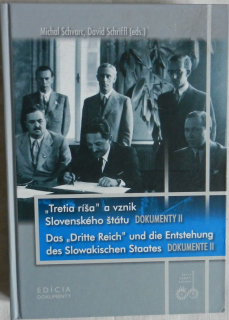 Michal Schvarc, David Schriffl (eds.)
„Tretia ríša" a vznik
Slovenského štátu DOKUMENTY II
Das „Dritte Reich" und die Entstehung
des Slowakischen Staates DOKUMENTE II
EDÍCIA
DOKUMENTY